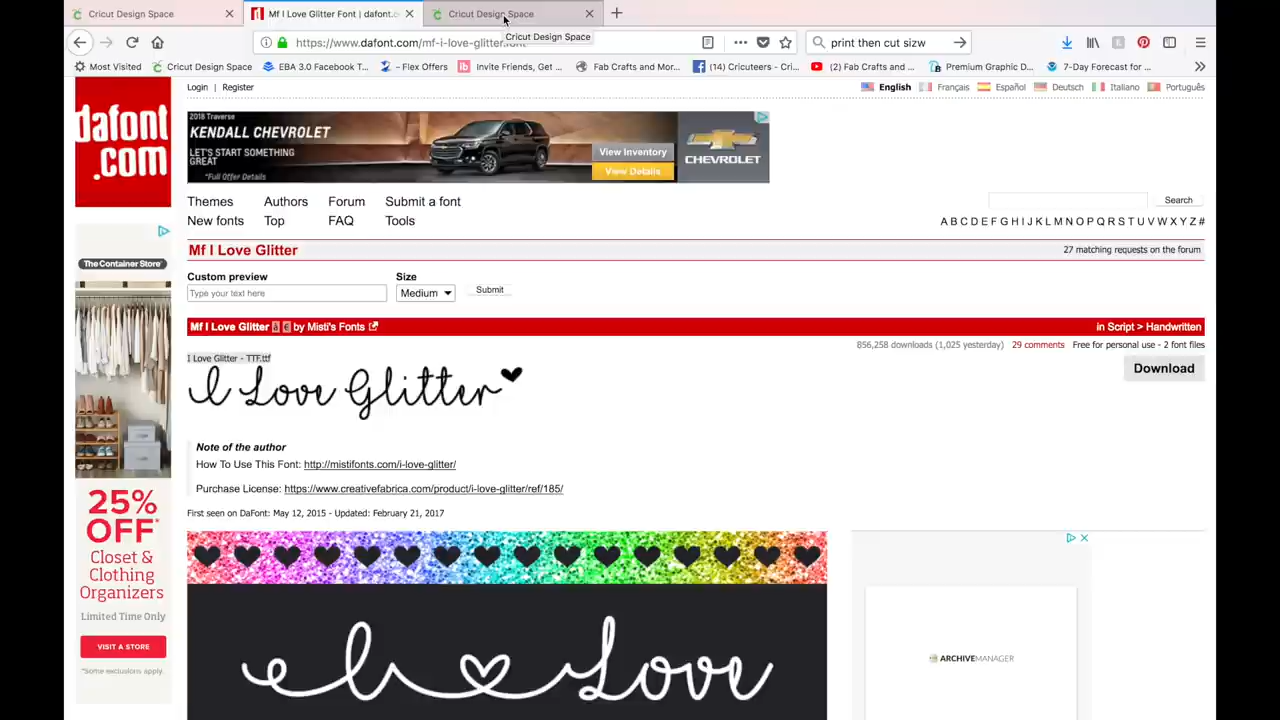 Cricut Design Space
Mf I Love Glitter Font | dafont.c
Cricut Design Space
https://www.dafont.com/mf-i-love-glitter.font
print then cut sizw
Cricut Design Space
Most Visited
Cricut Design Space
EBA 3.0 Facebook T...
- Flex Offers
Invite Friends, Get ...
Fab Crafts and Mor...
(14) Cricuteers - Cri...
(2) Fab Crafts and ...
Premium Graphic D...
7-Day Forecast for ...
dafont
.com
Login | Register
English
Français
Español
Deutsch
Italiano
Português
2018 Traverse
KENDALL CHEVROLET
LET'S START SOMETHING
GREAT
*Full Offer Details
View Inventory
View Details
CHEVROLET
Themes
Authors
Forum
Submit a font
New fonts
Top
FAQ
Tools
Search
A B C D E F G H I J K L M N O P Q R S T U V W X Y Z #
Mf I Love Glitter
27 matching requests on the forum
Custom preview
Size
Type your text here
Medium
Submit
Mf I Love Glitter à € by Misti's Fonts
in Script > Handwritten
856,258 downloads (1,025 yesterday)
29 comments
Free for personal use - 2 font files
I Love Glitter - TTF.ttf
Download
I Love Glitter
Note of the author
How To Use This Font: http://mistifonts.com/i-love-glitter/
Purchase License: https://www.creativefabrica.com/product/i-love-glitter/ref/185/
First seen on DaFont: May 12, 2015 - Updated: February 21, 2017
I Love
The Container Store
25%
OFF*
Closet &
Clothing
Organizers
Limited Time Only
VISIT A STORE
*Some exclusions apply.
ARCHIVEMANAGER